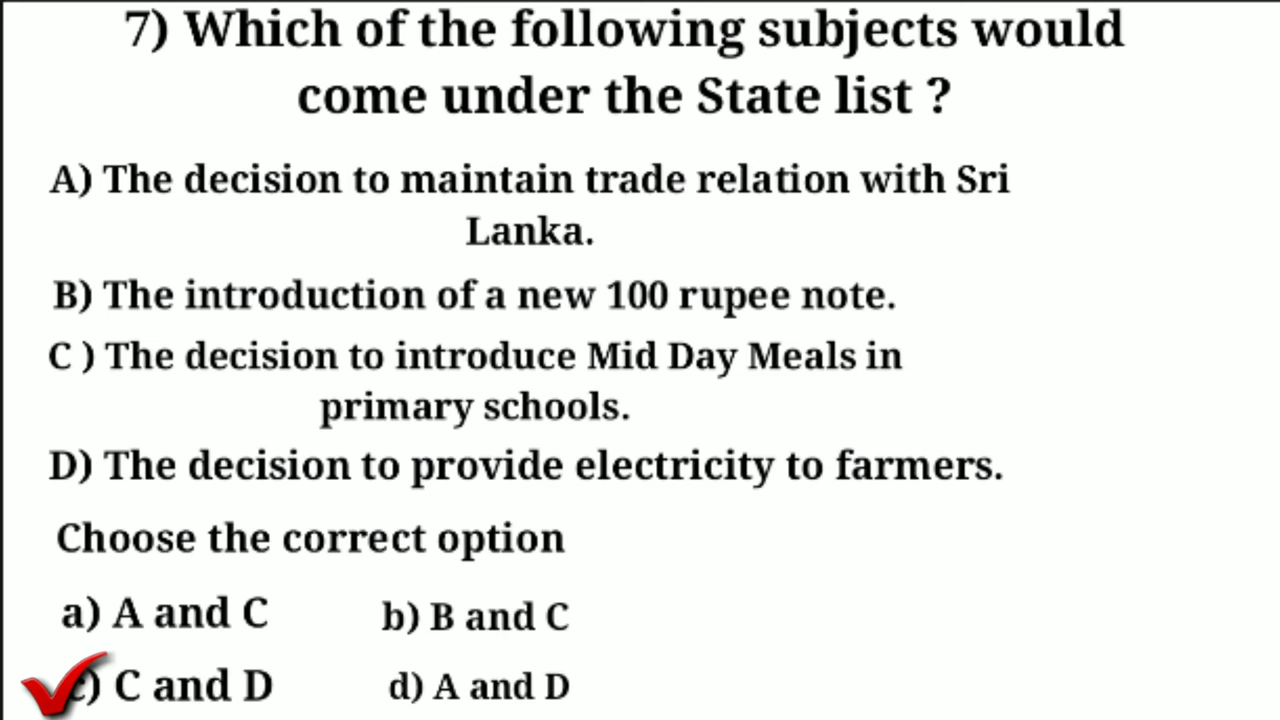 7) Which of the following subjects would
come under the State list ?
A) The decision to maintain trade relation with Sri
Lanka.
B) The introduction of a new 100 rupee note.
C ) The decision to introduce Mid Day Meals in
primary schools.
D) The decision to provide electricity to farmers.
Choose the correct option
a) A and C b) B and C
c) C and D d) A and D